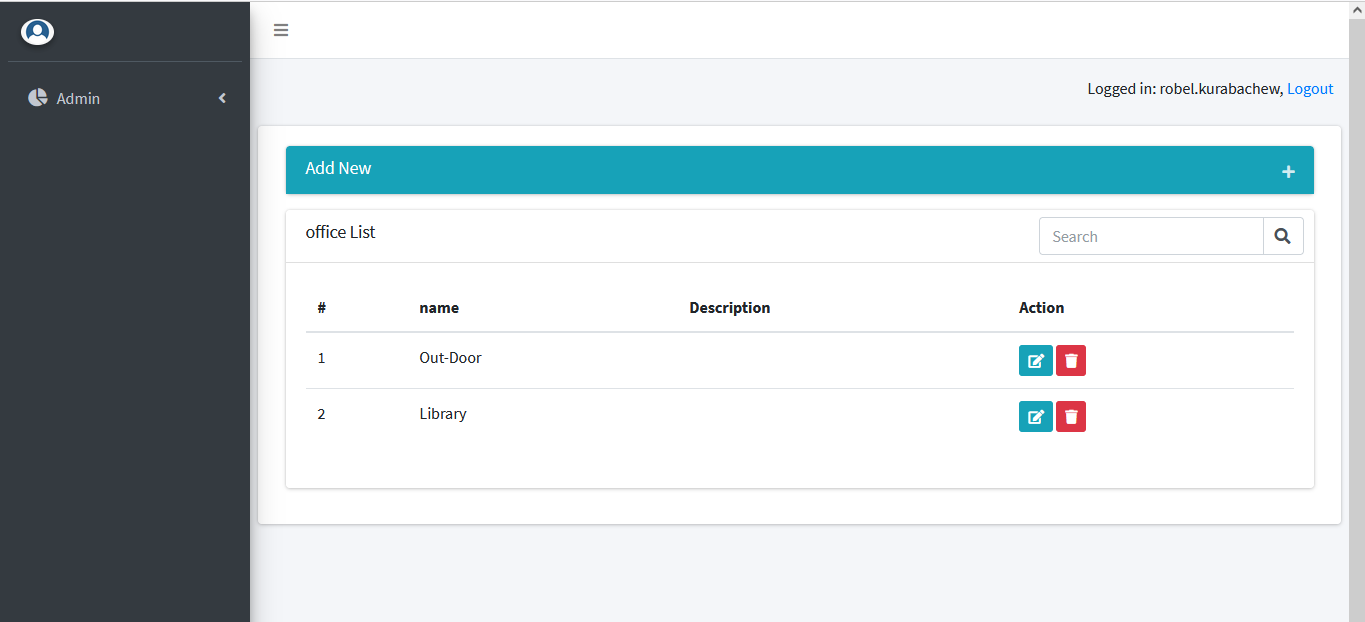 Admin
Logged in: robel.kurabachew, Logout
Add New
office List
Search
# name Description Action
1 Out-Door
2 Library